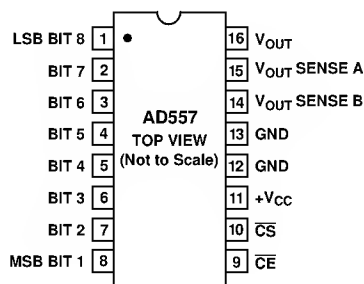 LSB BIT 8 1 16 VOUT
BIT 7 2 15 VOUT SENSE A
BIT 6 3 14 VOUT SENSE B
BIT 5 4 13 GND
BIT 4 5 12 GND
BIT 3 6 11 +VCC
BIT 2 7 10 C̅S̅
MSB BIT 1 8 9 C̅E̅
AD557
TOP VIEW
(Not to Scale)